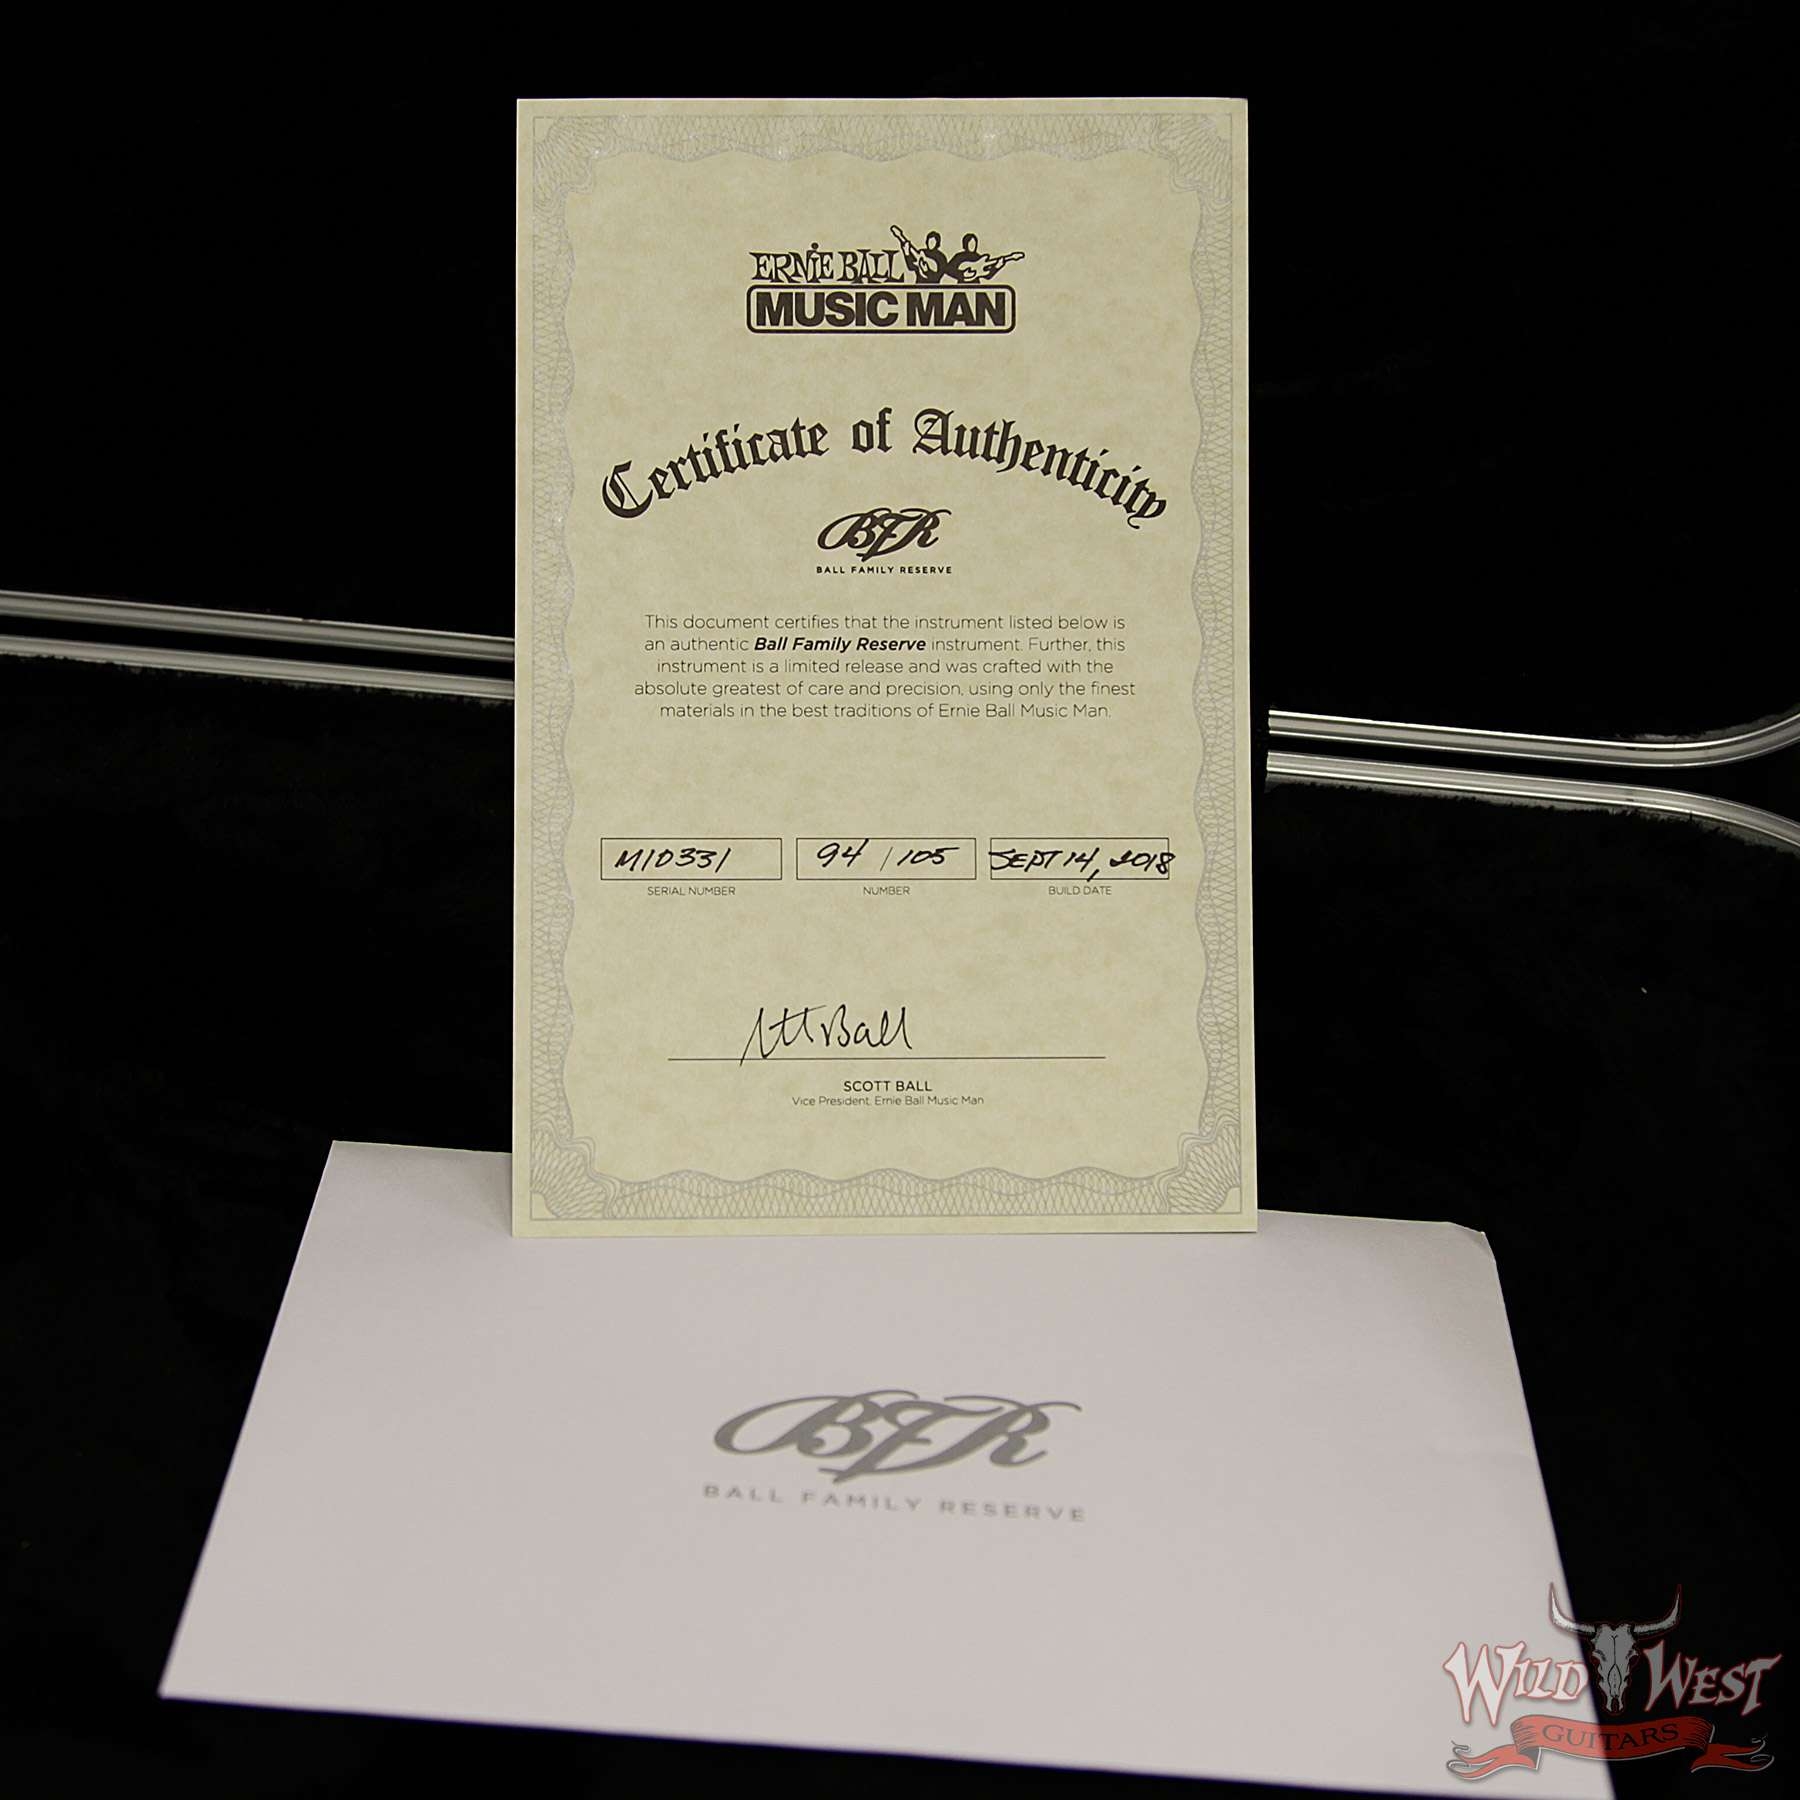 ERNIE BALL
MUSIC MAN
Certificate of Authenticity
BFR
BALL FAMILY RESERVE
This document certifies that the instrument listed below is
an authentic Ball Family Reserve instrument. Further, this
instrument is a limited release and was crafted with the
absolute greatest of care and precision, using only the finest
materials in the best traditions of Ernie Ball Music Man.
M10331 94 / 105 SEPT 14, 2018
SERIAL NUMBER NUMBER BUILD DATE
SCOTT BALL
Vice President, Ernie Ball Music Man
BFR
BALL FAMILY RESERVE
WILD WEST
GUITARS